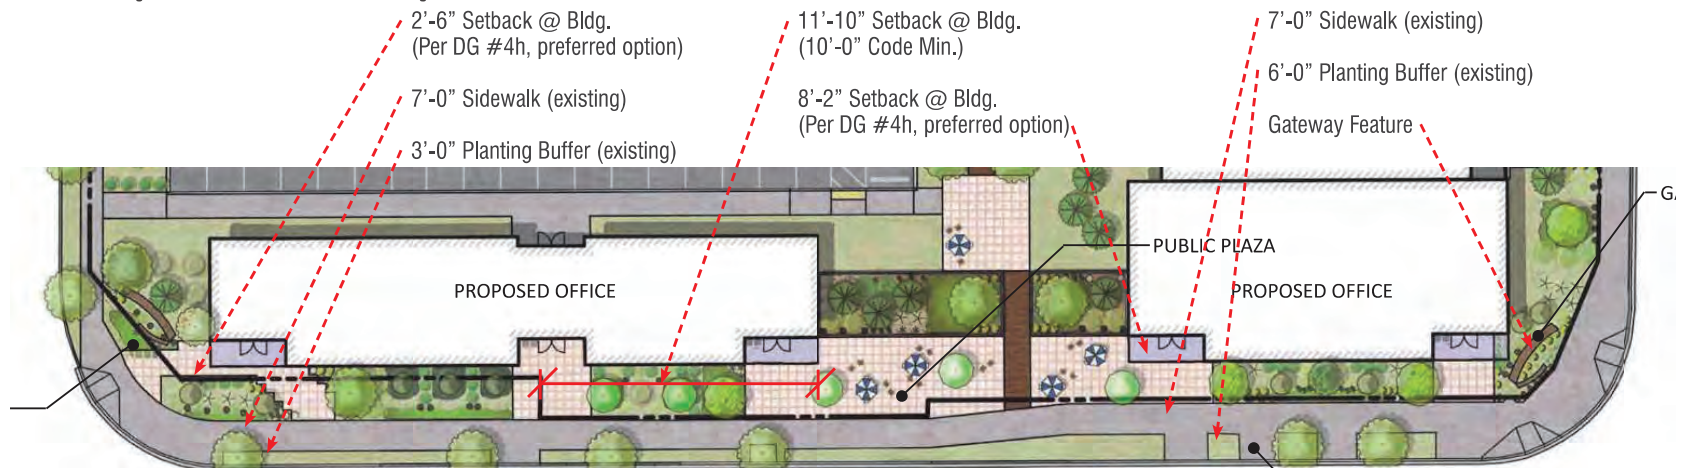 2’-6” Setback @ Bldg.
(Per DG #4h, preferred option)
7’-0” Sidewalk (existing)
3’-0” Planting Buffer (existing)
11’-10” Setback @ Bldg.
(10’-0” Code Min.)
8’-2” Setback @ Bldg.
(Per DG #4h, preferred option)
7’-0” Sidewalk (existing)
6’-0” Planting Buffer (existing)
Gateway Feature
PUBLIC PLAZA
PROPOSED OFFICE
PROPOSED OFFICE